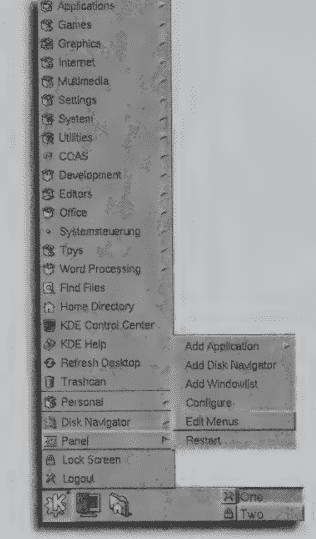 Applications
Games
Graphics
Internet
Multimedia
Settings
System
Utilities
COAS
Development
Editors
Office
Systemsteuerung
Toys
Word Processing
Find Files
Home Directory
KDE Control Center
KDE Help
Refresh Desktop
Trashcan
Personal
Disk Navigator
Panel
Lock Screen
Logout
Add Application
Add Disk Navigator
Add Windowlist
Configure
Edit Menus
Restart
One
Two